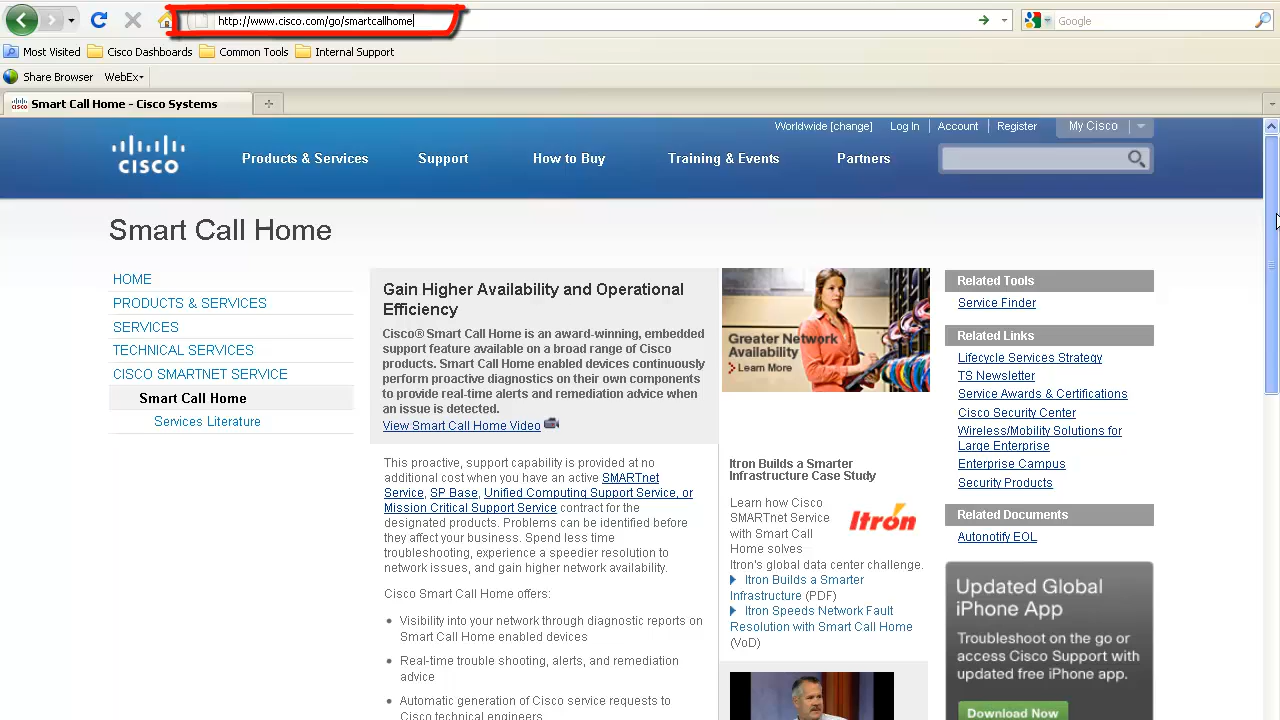 http://www.cisco.com/go/smartcallhome
Google
Most Visited Cisco Dashboards Common Tools Internal Support
Share Browser WebEx
Smart Call Home - Cisco Systems
Worldwide [change] Log In Account Register My Cisco
cisco
Products & Services Support How to Buy Training & Events Partners
Smart Call Home
HOME
PRODUCTS & SERVICES
SERVICES
TECHNICAL SERVICES
CISCO SMARTNET SERVICE
Smart Call Home
Services Literature
Gain Higher Availability and Operational
Efficiency
Cisco® Smart Call Home is an award-winning, embedded
support feature available on a broad range of Cisco
products. Smart Call Home enabled devices continuously
perform proactive diagnostics on their own components
to provide real-time alerts and remediation advice when
an issue is detected.
View Smart Call Home Video
This proactive, support capability is provided at no
additional cost when you have an active SMARTnet
Service, SP Base, Unified Computing Support Service, or
Mission Critical Support Service contract for the
designated products. Problems can be identified before
they affect your business. Spend less time
troubleshooting, experience a speedier resolution to
network issues, and gain higher network availability.
Cisco Smart Call Home offers:
• Visibility into your network through diagnostic reports on
Smart Call Home enabled devices
• Real-time trouble shooting, alerts, and remediation
advice
• Automatic generation of Cisco service requests to
Cisco technical engineers
Greater Network
Availability
Learn More
Itron Builds a Smarter
Infrastructure Case Study
Learn how Cisco
SMARTnet Service
with Smart Call
Home solves
Itron's global data center challenge.
Itron
Itron Builds a Smarter
Infrastructure (PDF)
Itron Speeds Network Fault
Resolution with Smart Call Home
(VoD)
Related Tools
Service Finder
Related Links
Lifecycle Services Strategy
TS Newsletter
Service Awards & Certifications
Cisco Security Center
Wireless/Mobility Solutions for
Large Enterprise
Enterprise Campus
Security Products
Related Documents
Autonotify EOL
Updated Global
iPhone App
Troubleshoot on the go or
access Cisco Support with
updated free iPhone app.
Download Now